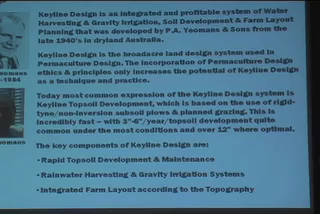 Keyline Design is an integrated and profitable system of Water
Harvesting & Gravity Irrigation, Soil Development & Farm Layout
Planning that was developed by P.A. Yeomans & Sons from the
late 1940's in dryland Australia.
Keyline Design is the broadacre land design system used in
Permaculture Design. The incorporation of Permaculture Design
ethics & principles only increases the potential of Keyline Design
as a technique and practice.
eomans
-1984
Today most common expression of the Keyline Design system is
Keyline Topsoil Development, which is based on the use of rigid-
tyne/non-inversion subsoil plows & planned grazing. This is
incredibly fast – with 3"-6"/year/topsoil development quite
common under the most conditions and over 12" where optimal.
eomans
The key components of Keyline Design are:
• Rapid Topsoil Development & Maintenance
• Rainwater Harvesting & Gravity Irrigation Systems
• Integrated Farm Layout according to the Topography